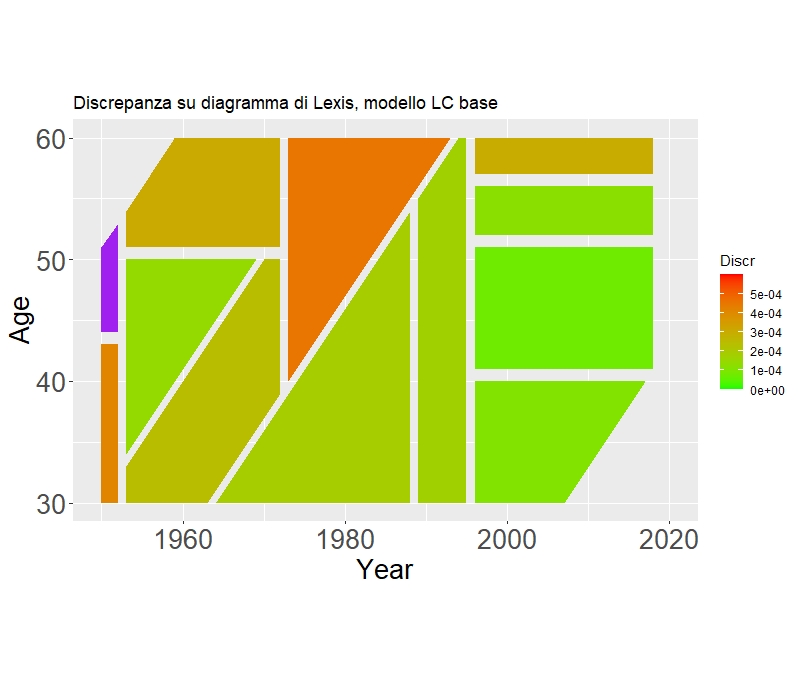 Discrepanza su diagramma di Lexis, modello LC base
60
50
40
30
Age
1960
1980
2000
2020
Year
Discr
5e-04
4e-04
3e-04
2e-04
1e-04
0e+00